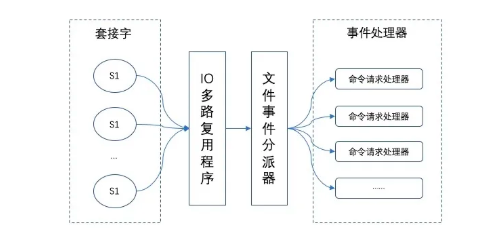 套接字
S1
S1
...
S1
IO多路复用程序
文件事件分派器
事件处理器
命令请求处理器
命令请求处理器
命令请求处理器
......